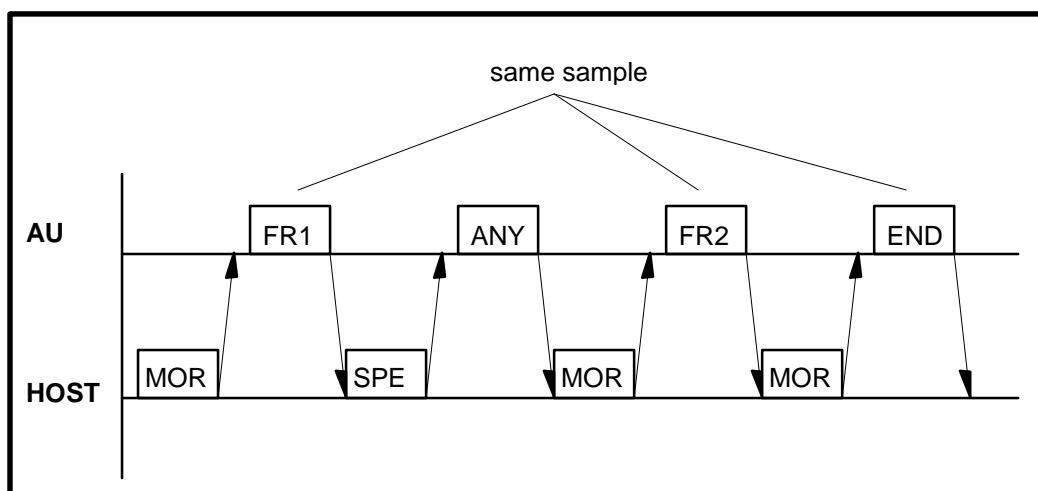 same sample
AU
FR1 ANY FR2 END
HOST
MOR SPE MOR MOR